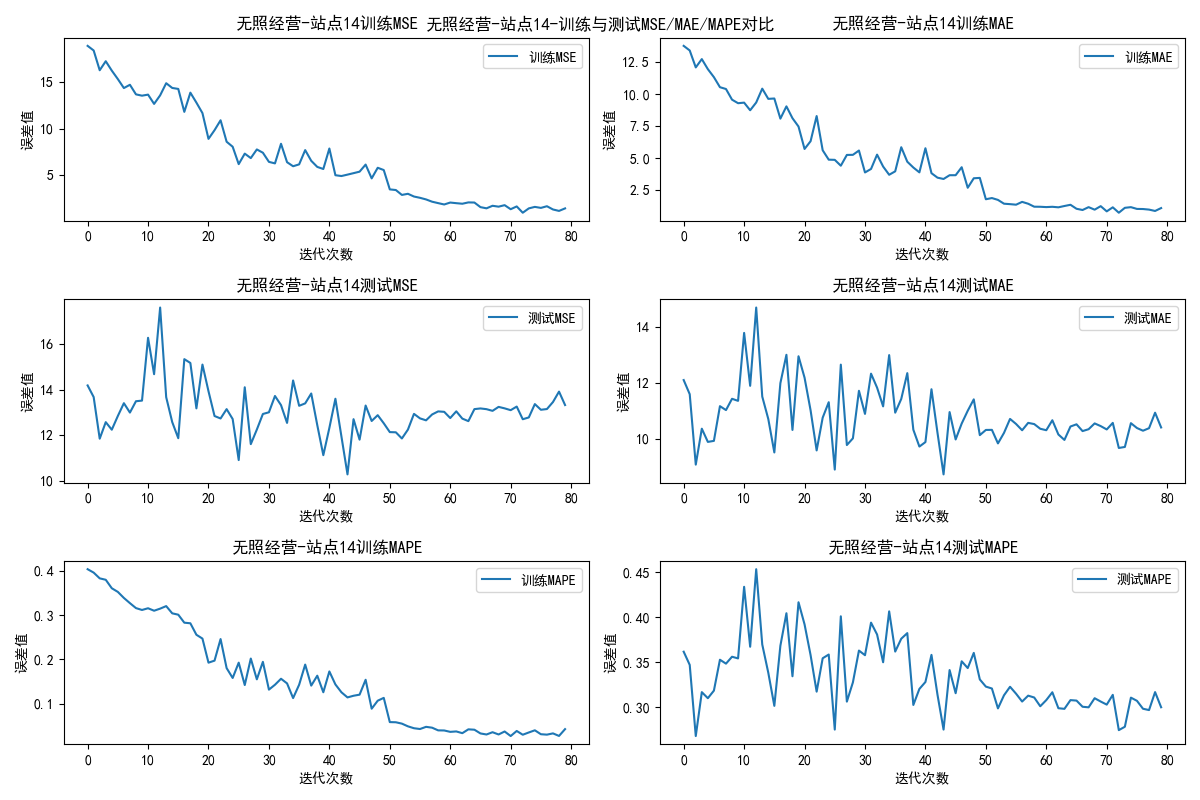 无照经营-站点14-训练与测试MSE/MAE/MAPE对比
无照经营-站点14训练MSE
训练MSE
误差值
15
10
5
0 10 20 30 40 50 60 70 80
迭代次数
无照经营-站点14训练MAE
训练MAE
误差值
12.5
10.0
7.5
5.0
2.5
0 10 20 30 40 50 60 70 80
迭代次数
无照经营-站点14测试MSE
测试MSE
误差值
16
14
12
10
0 10 20 30 40 50 60 70 80
迭代次数
无照经营-站点14测试MAE
测试MAE
误差值
14
12
10
0 10 20 30 40 50 60 70 80
迭代次数
无照经营-站点14训练MAPE
训练MAPE
误差值
0.4
0.3
0.2
0.1
0 10 20 30 40 50 60 70 80
迭代次数
无照经营-站点14测试MAPE
测试MAPE
误差值
0.45
0.40
0.35
0.30
0 10 20 30 40 50 60 70 80
迭代次数